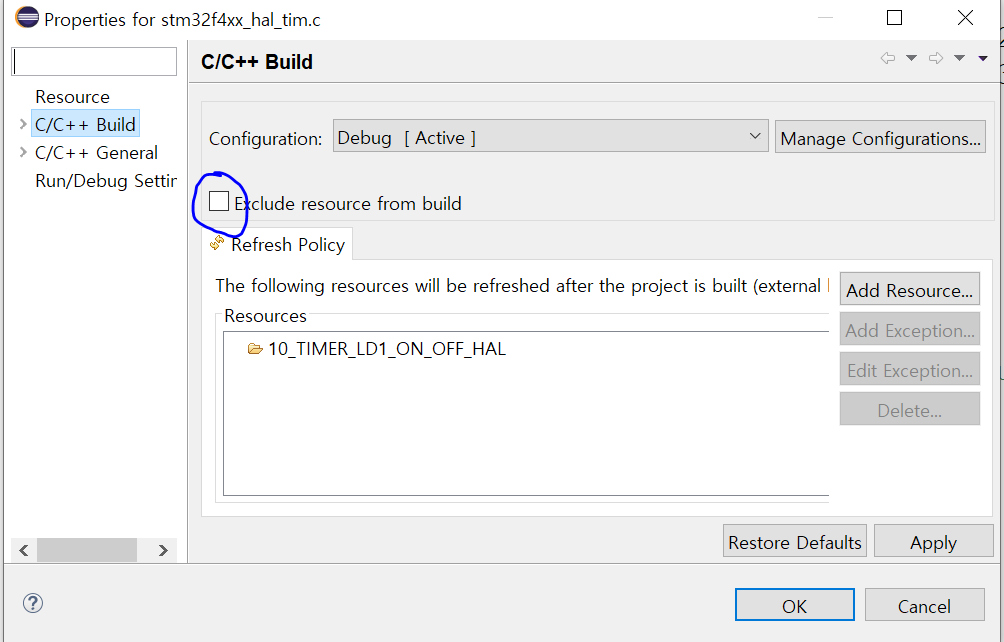 Properties for stm32f4xx_hal_tim.c
Resource
C/C++ Build
C/C++ General
Run/Debug Settin
C/C++ Build
Configuration:
Debug [ Active ]
Manage Configurations...
Exclude resource from build
Refresh Policy
The following resources will be refreshed after the project is built (external
Resources
10_TIMER_LD1_ON_OFF_HAL
Add Resource...
Add Exception...
Edit Exception...
Delete...
Restore Defaults
Apply
OK
Cancel